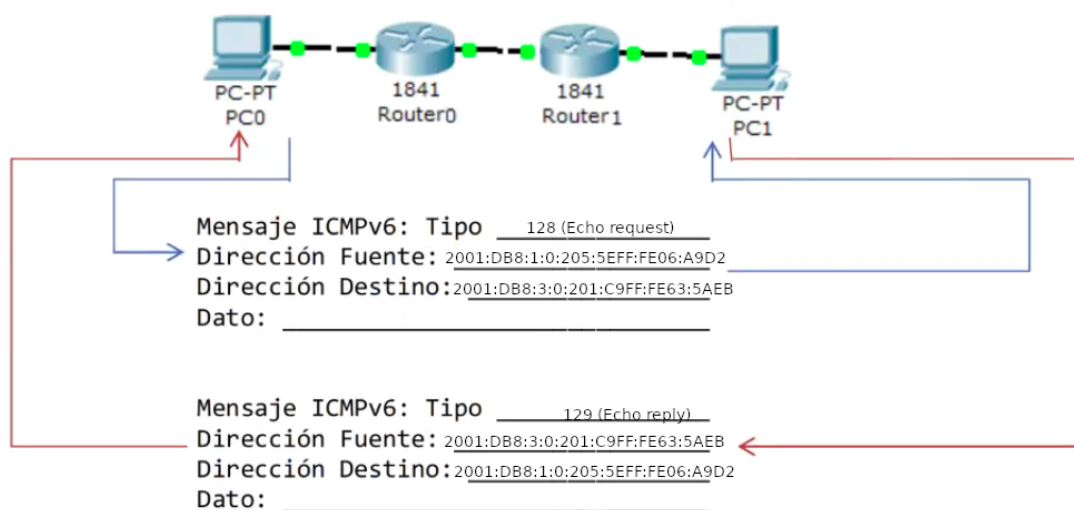 PC-PT
PC0
1841
Router0
1841
Router1
PC-PT
PC1
Mensaje ICMPv6: Tipo 128 (Echo request)
Dirección Fuente: 2001:DB8:1:0:205:5EFF:FE06:A9D2
Dirección Destino: 2001:DB8:3:0:201:C9FF:FE63:5AEB
Dato:
Mensaje ICMPv6: Tipo 129 (Echo reply)
Dirección Fuente: 2001:DB8:3:0:201:C9FF:FE63:5AEB
Dirección Destino: 2001:DB8:1:0:205:5EFF:FE06:A9D2
Dato: